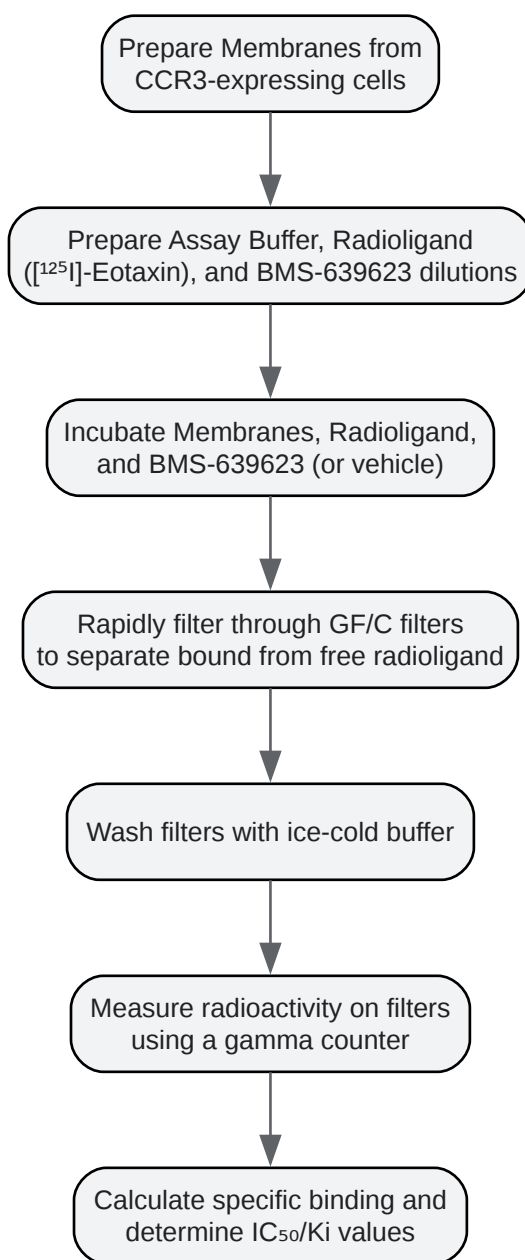 Prepare Membranes from
CCR3-expressing cells
Prepare Assay Buffer, Radioligand
([¹²⁵I]-Eotaxin), and BMS-639623 dilutions
Incubate Membranes, Radioligand,
and BMS-639623 (or vehicle)
Rapidly filter through GF/C filters
to separate bound from free radioligand
Wash filters with ice-cold buffer
Measure radioactivity on filters
using a gamma counter
Calculate specific binding and
determine IC₅₀/Ki values